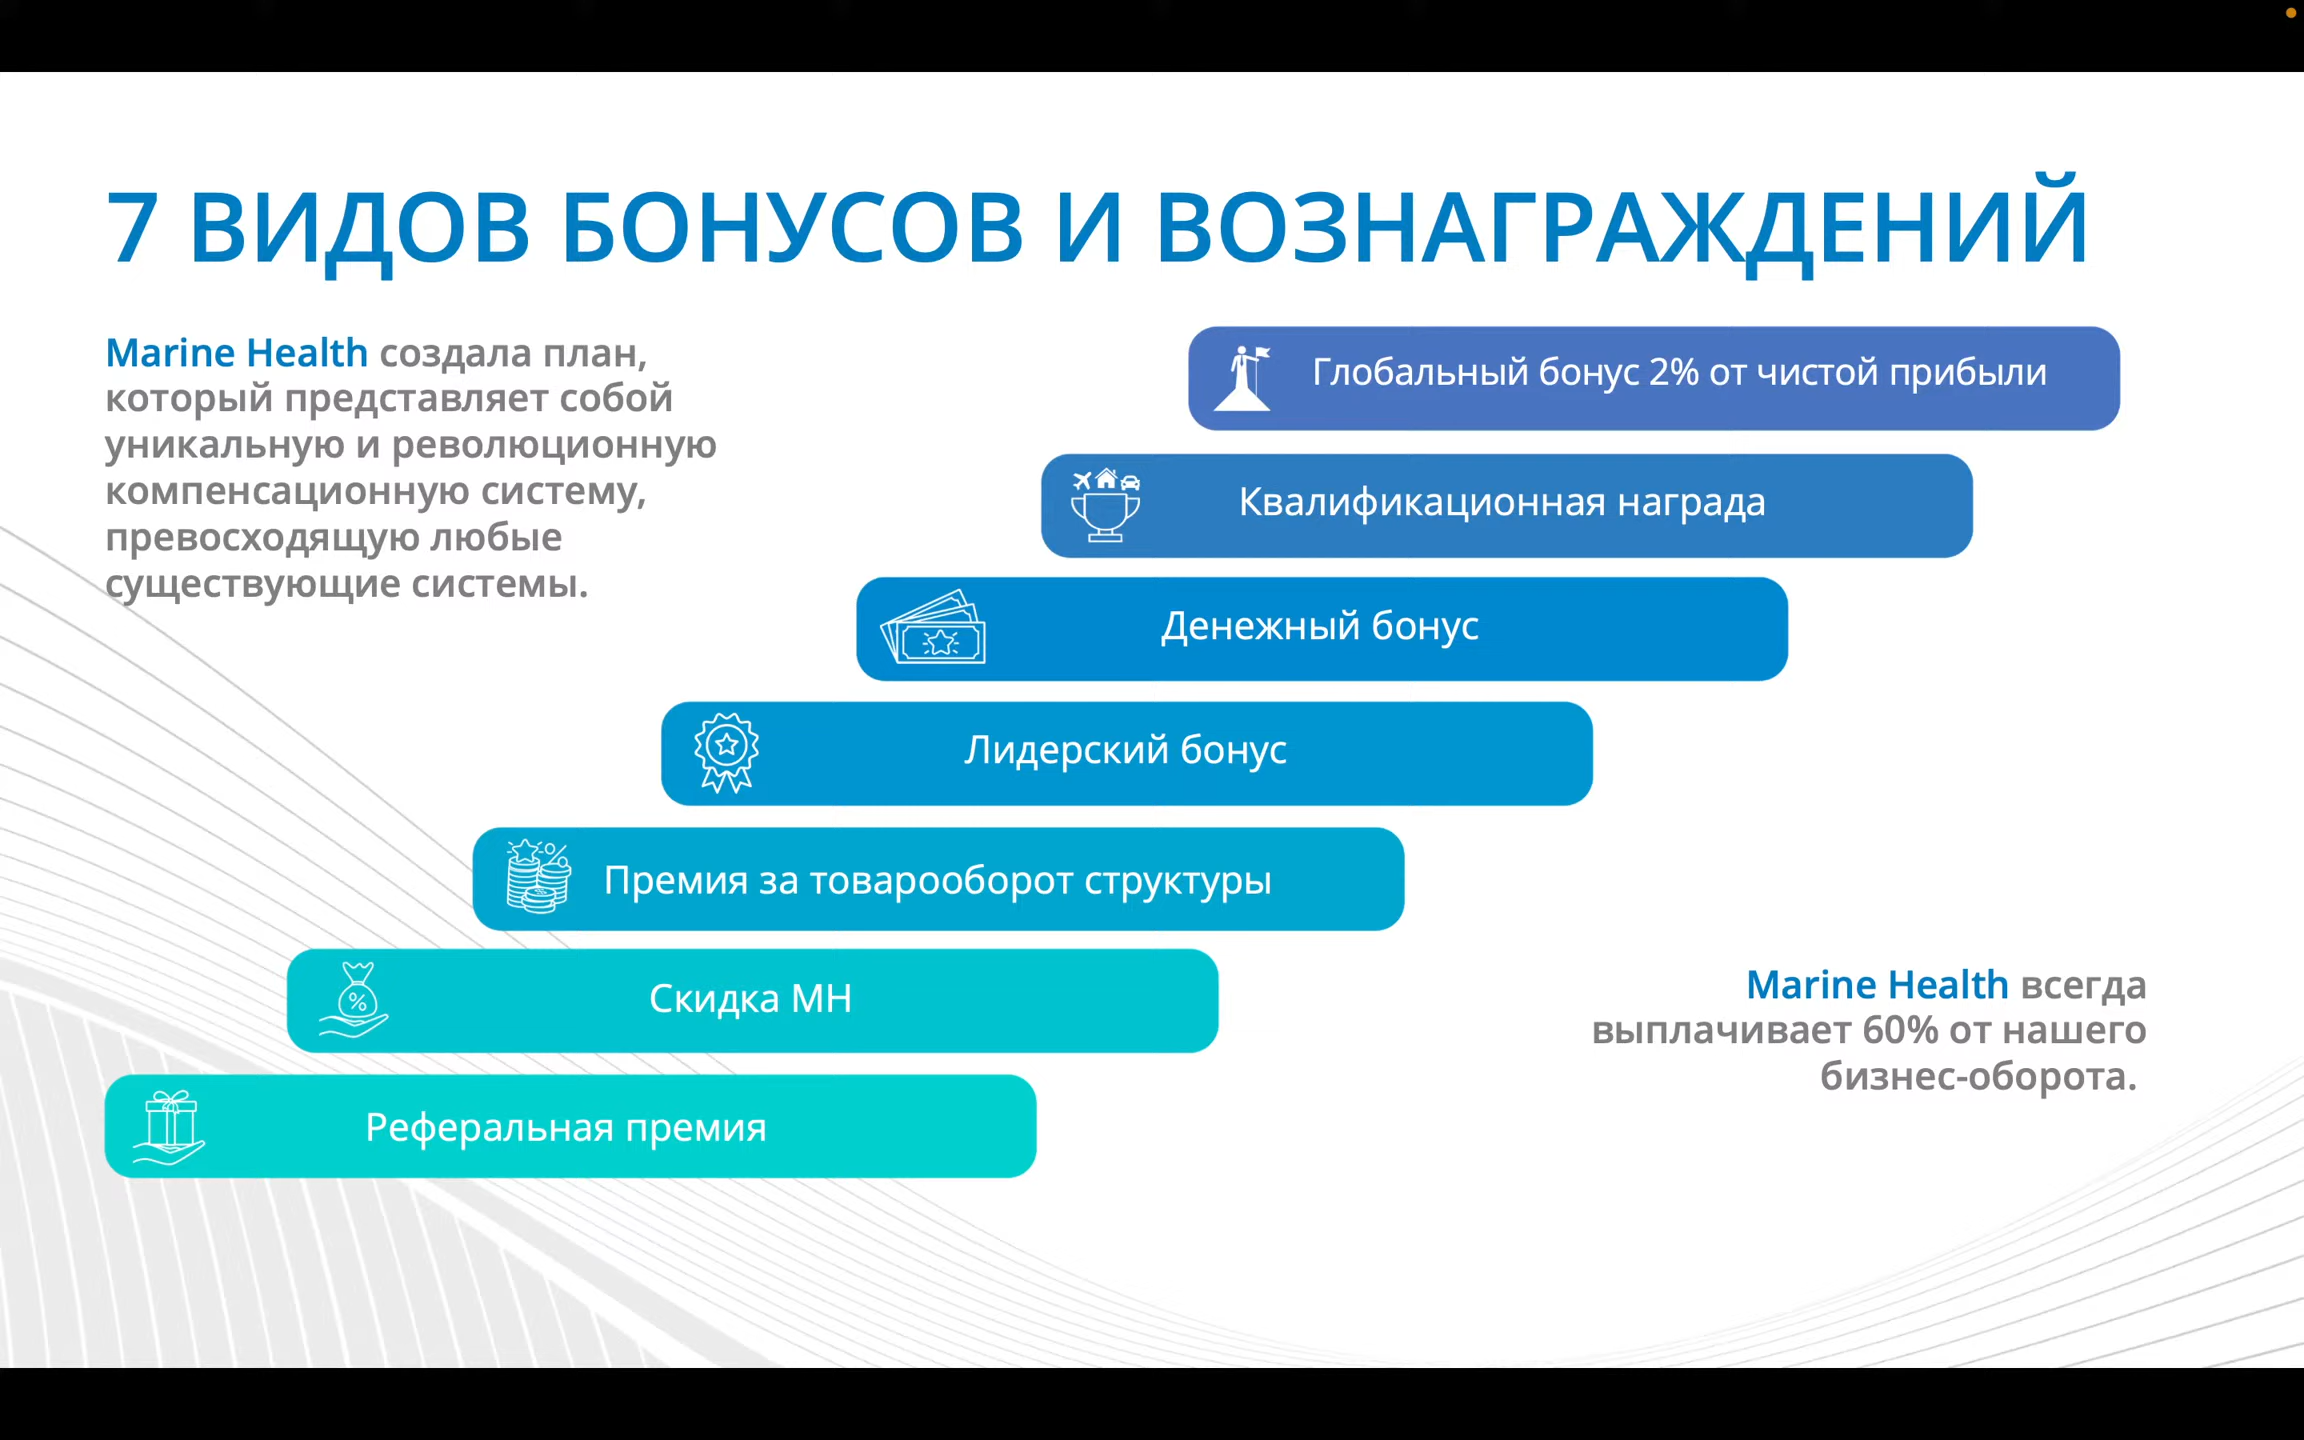 7 ВИДОВ БОНУСОВ И ВОЗНАГРАЖДЕНИЙ
Marine Health создала план,
который представляет собой
уникальную и революционную
компенсационную систему,
превосходящую любые
существующие системы.
Глобальный бонус 2% от чистой прибыли
Квалификационная награда
Денежный бонус
Лидерский бонус
Премия за товарооборот структуры
Скидка МН
Реферальная премия
Marine Health всегда
выплачивает 60% от нашего
бизнес-оборота.